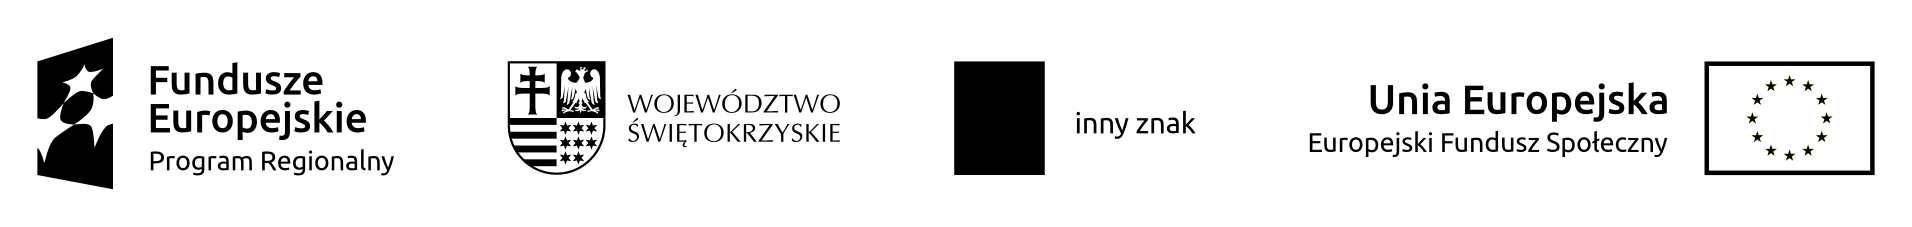 Fundusze
Europejskie
Program Regionalny
WOJEWÓDZTWO
ŚWIĘTOKRZYSKIE
inny znak
Unia Europejska
Europejski Fundusz Społeczny